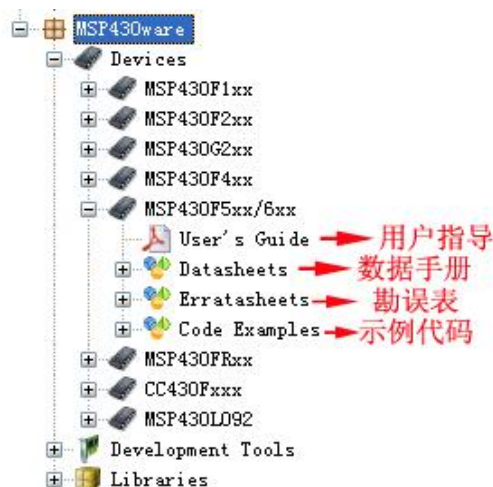 MSP430ware
Devices
MSP430F1xx
MSP430F2xx
MSP430G2xx
MSP430F4xx
MSP430F5xx/6xx
User's Guide 用户指导
Datasheets 数据手册
Erratasheets 勘误表
Code Examples 示例代码
MSP430FRxx
CC430Fxxx
MSP430L092
Development Tools
Libraries